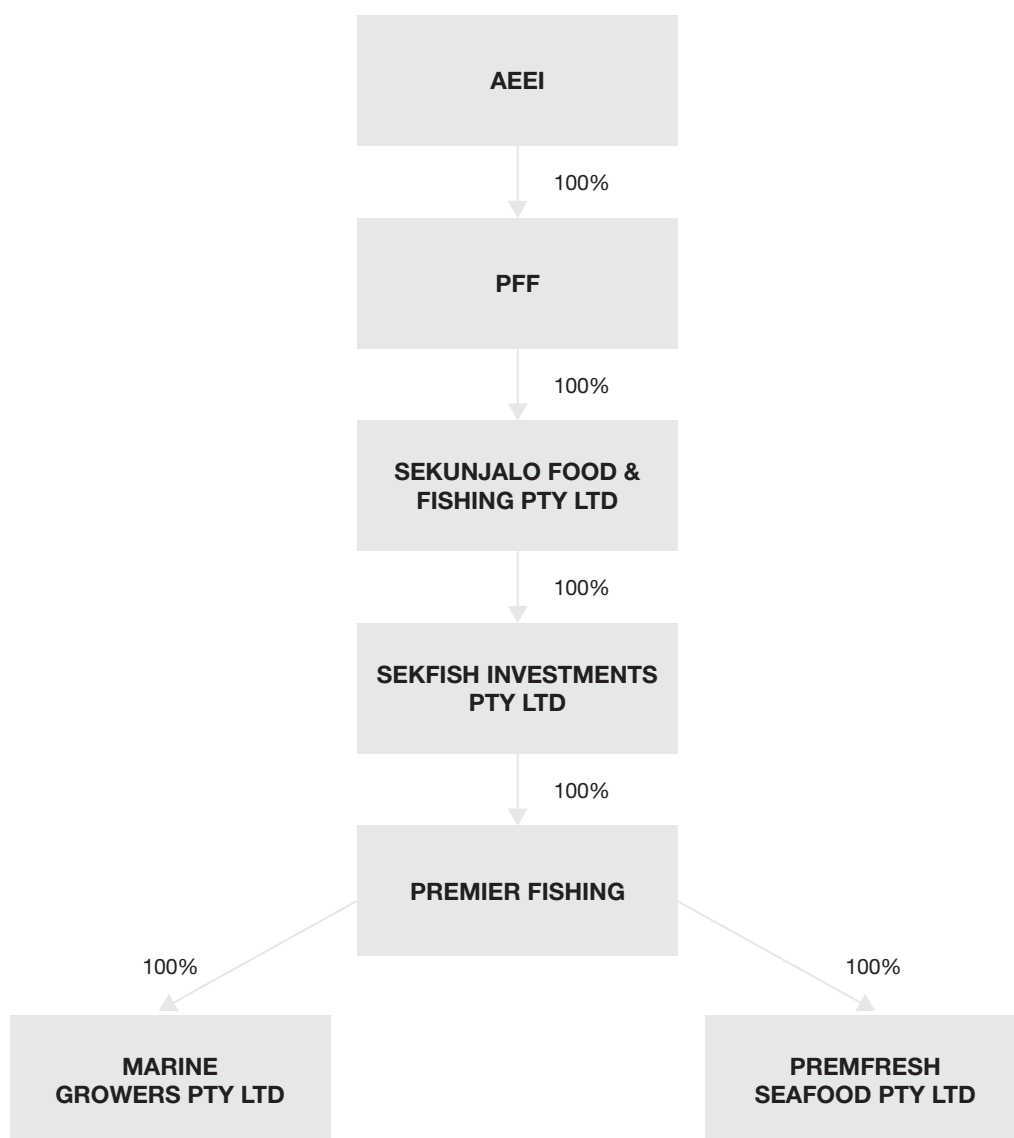 AEEI
100%
PFF
100%
SEKUNJALO FOOD &
FISHING PTY LTD
100%
SEKFISH INVESTMENTS
PTY LTD
100%
PREMIER FISHING
100%
100%
MARINE
GROWERS PTY LTD
PREMFRESH
SEAFOOD PTY LTD